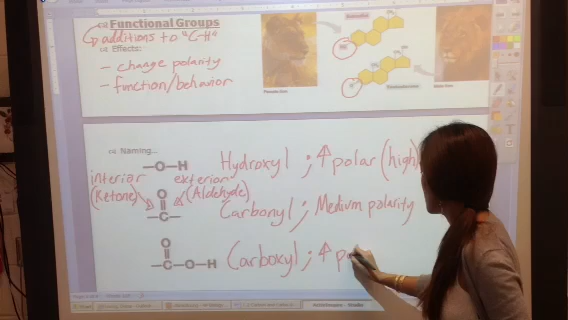 Functional Groups
↳ additions to "C-H"
Effects:
- change polarity
- function/behavior
Naming...
-O-H Hydroxyl ; ↑ polar (high
interior exterior
(Ketone) (Aldehyde)
O
-C- Carbonyl ; Medium polarity
O
-C-O-H Carboxyl ; ↑ po